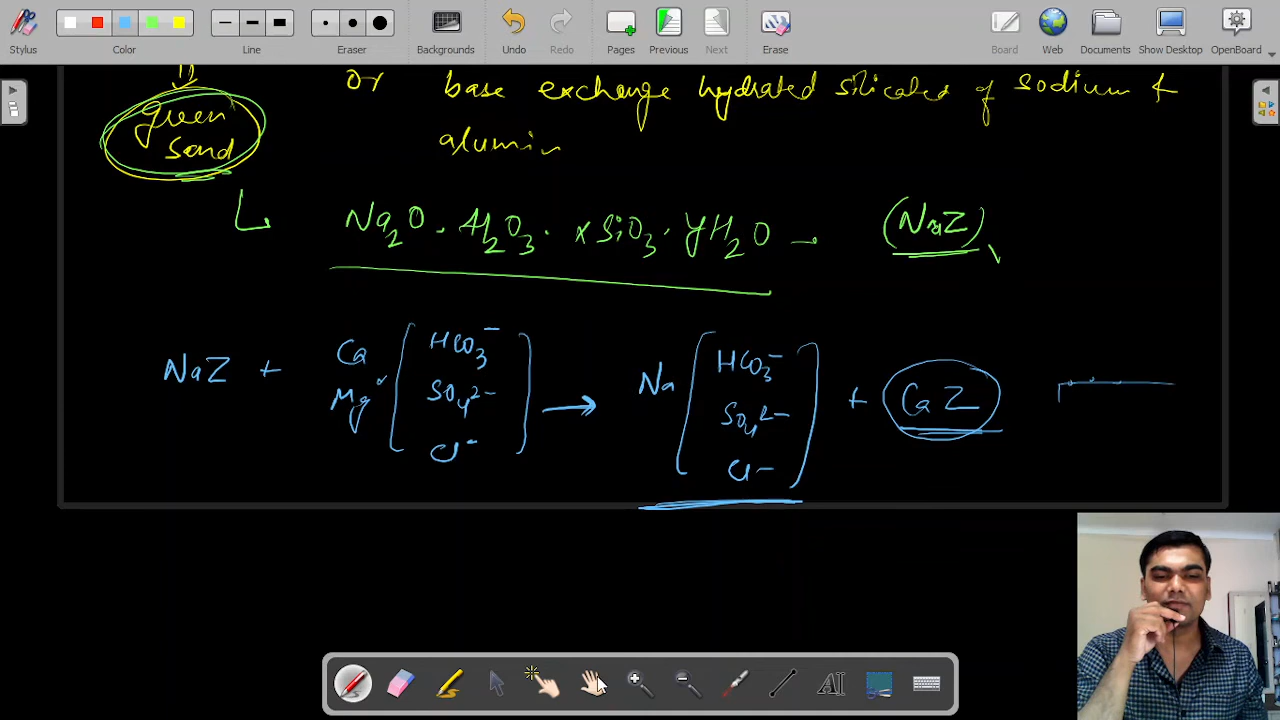 Stylus Color Line Eraser Backgrounds Undo Redo Pages Previous Next Erase Board Web Documents Show Desktop OpenBoard
or base exchange hydrated silicates of sodium &
green
sand
alumin
Na₂O. Al₂O₃. xSiO₃. yH₂O → (NaZ)
NaZ + Ca Mg [HCO₃⁻ SO₄²⁻ Cl⁻] → Na [HCO₃⁻ SO₄²⁻ Cl⁻] + CaZ
AI